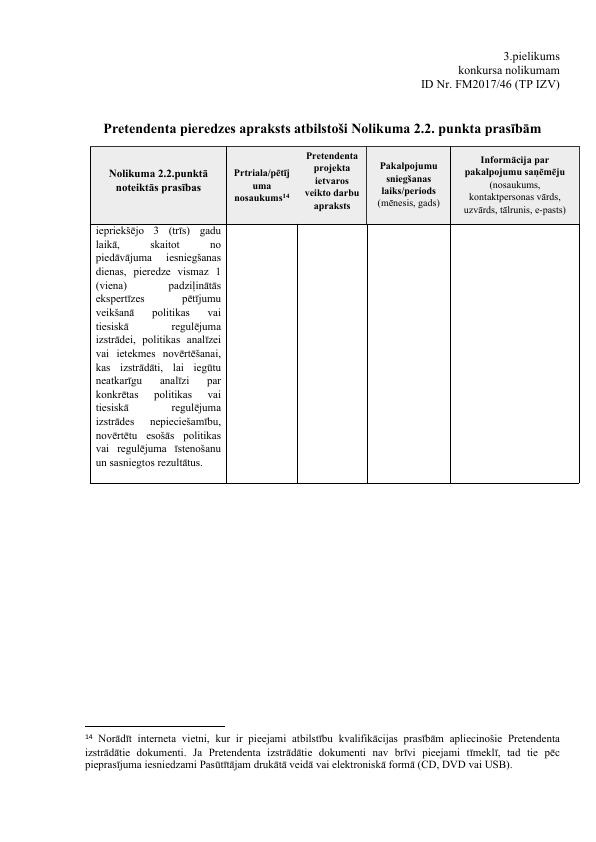 3.pielikums
konkursa nolikumam
ID Nr. FM2017/46 (TP IZV)
Pretendenta pieredzes apraksts atbilstoši Nolikuma 2.2. punkta prasībām
Nolikuma 2.2.punktā
noteiktās prasības
Prtriala/pētīj
uma
nosaukums¹⁴
Pretendenta
projekta
ietvaros
veikto darbu
apraksts
Pakalpojumu
sniegšanas
laiks/periods
(mēnesis, gads)
Informācija par
pakalpojumu saņēmēju
(nosaukums,
kontaktpersonas vārds,
uzvārds, tālrunis, e-pasts)
iepriekšējo 3 (trīs) gadu
laikā, skaitot no
piedāvājuma iesniegšanas
dienas, pieredze vismaz 1
(viena) padziļinātās
ekspertīzes pētījumu
veikšanā politikas vai
tiesiskā regulējuma
izstrādei, politikas analīzei
vai ietekmes novērtēšanai,
kas izstrādāti, lai iegūtu
neatkarīgu analīzi par
konkrētas politikas vai
tiesiskā regulējuma
izstrādes nepieciešamību,
novērtētu esošās politikas
vai regulējuma īstenošanu
un sasniegtos rezultātus.
¹⁴ Norādīt interneta vietni, kur ir pieejami atbilstību kvalifikācijas prasībām apliecinošie Pretendenta
izstrādātie dokumenti. Ja Pretendenta izstrādātie dokumenti nav brīvi pieejami tīmeklī, tad tie pēc
pieprasījuma iesniedzami Pasūtītājam drukātā veidā vai elektroniskā formā (CD, DVD vai USB).